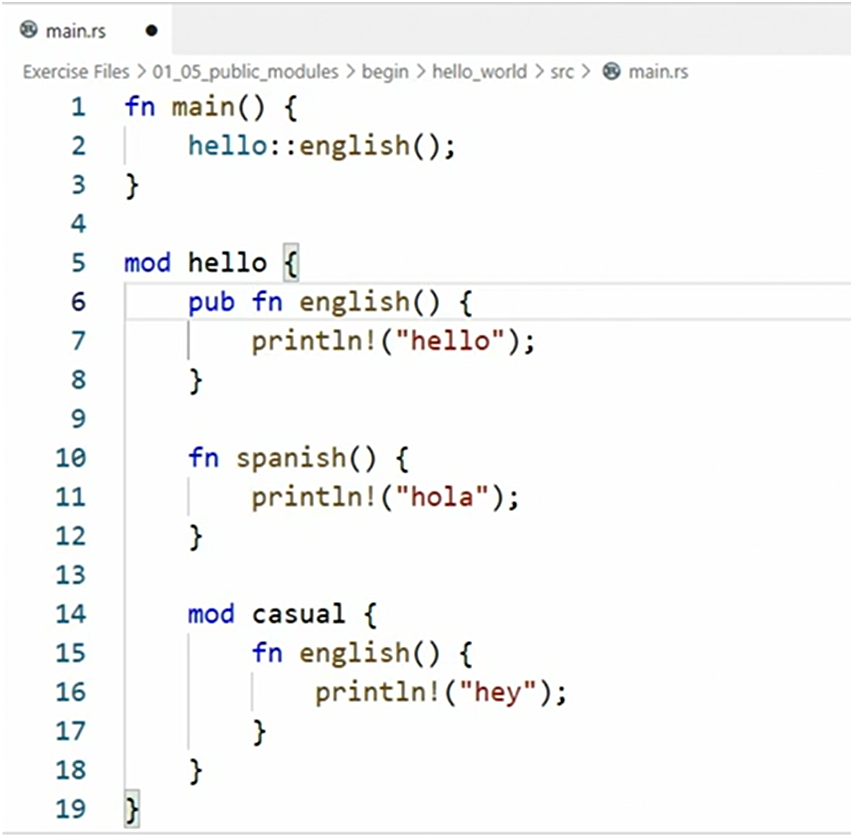 main.rs ●
Exercise Files > 01_05_public_modules > begin > hello_world > src > main.rs
1 fn main() {
2     hello::english();
3 }
4
5 mod hello {
6     pub fn english() {
7         println!("hello");
8     }
9
10     fn spanish() {
11         println!("hola");
12     }
13
14     mod casual {
15         fn english() {
16             println!("hey");
17         }
18     }
19 }